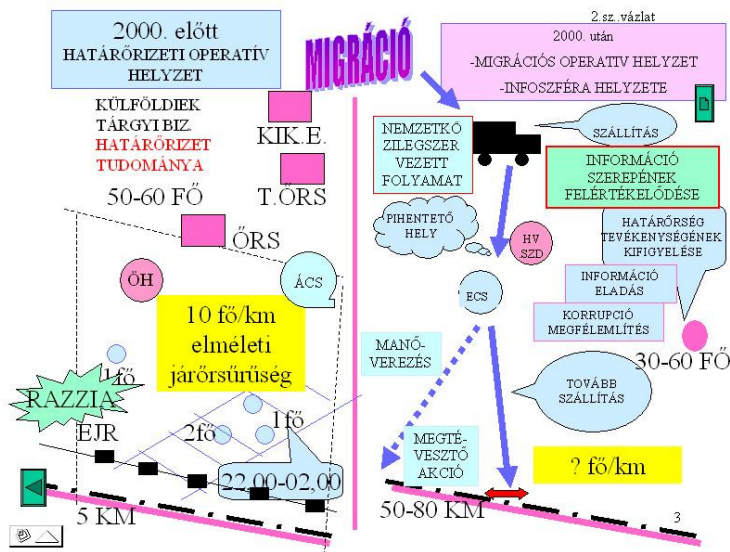 2000. előtt
HATÁRŐRIZETI OPERATÍV
HELYZET
MIGRÁCIÓ
2.sz..vázlat
2000. után
-MIGRÁCIÓS OPERATIV HELYZET
-INFOSZFÉRA HELYZETE
KÜLFÖLDIEK
TÁRGYI BIZ.
HATÁRŐRIZET
TUDOMÁNYA
50-60 FŐ
KIK.E.
T.ŐRS
ŐRS
ÖH
ÁCS
10 fő/km
elméleti
járőrsűrűség
1fő
RAZZIA
EJR
2fő
1fő
22,00-02,00
5 KM
NEMZETKÖ
ZILEGSZER
VEZETT
FOLYAMAT
SZÁLLÍTÁS
INFORMÁCIÓ
SZEREPÉNEK
FELÉRTÉKELŐDÉSE
PIHENTETŐ
HELY
HV
.SZD
HATÁRŐRSÉG
TEVÉKENYSÉGÉNEK
KIFIGYELÉSE
ECS
INFORMÁCIÓ
ELADÁS
KORRUPCIÓ
MEGFÉLEMLÍTÉS
30-60 FŐ
MANŐ-
VEREZÉS
TOVÁBB
SZÁLLÍTÁS
MEGTÉ-
VESZTŐ
AKCIÓ
? fő/km
50-80 KM
3